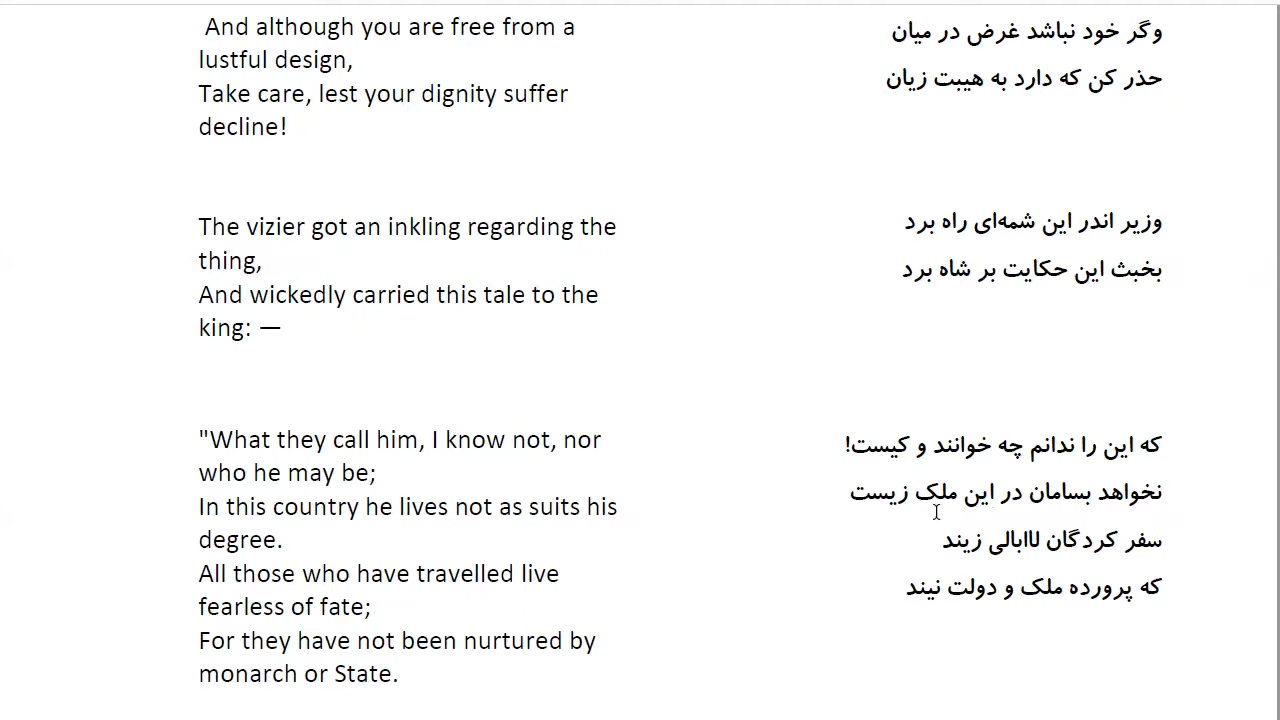 And although you are free from a
lustful design,
Take care, lest your dignity suffer
decline!
وگر خود نباشد غرض در میان
حذر کن که دارد به هیبت زیان
The vizier got an inkling regarding the
thing,
And wickedly carried this tale to the
king: —
وزیر اندر این شمه‌ای راه برد
بخبث این حکایت بر شاه برد
"What they call him, I know not, nor
who he may be;
In this country he lives not as suits his
degree.
All those who have travelled live
fearless of fate;
For they have not been nurtured by
monarch or State.
که این را ندانم چه خوانند و کیست!
نخواهد بسامان در این ملک زیست
سفر کردگان لاابالی زیند
که پرورده ملک و دولت نیند